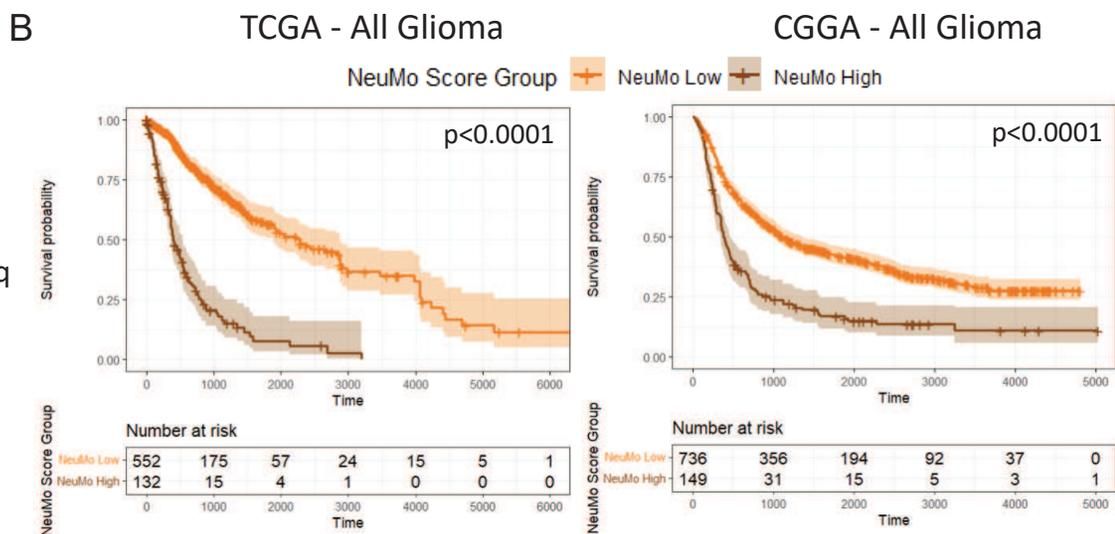 B
TCGA - All Glioma
CGGA - All Glioma
NeuMo Score Group NeuMo Low NeuMo High
q
Survival probability
1.00
0.75
0.50
0.25
0.00
p<0.0001
0 1000 2000 3000 4000 5000 6000
Time
Survival probability
1.00
0.75
0.50
0.25
0.00
p<0.0001
0 1000 2000 3000 4000 5000
Time
NeuMo Score Group
Number at risk
NeuMo Low 552 175 57 24 15 5 1
NeuMo High 132 15 4 1 0 0 0
0 1000 2000 3000 4000 5000 6000
Time
NeuMo Score Group
Number at risk
NeuMo Low 736 356 194 92 37 0
NeuMo High 149 31 15 5 3 1
0 1000 2000 3000 4000 5000
Time